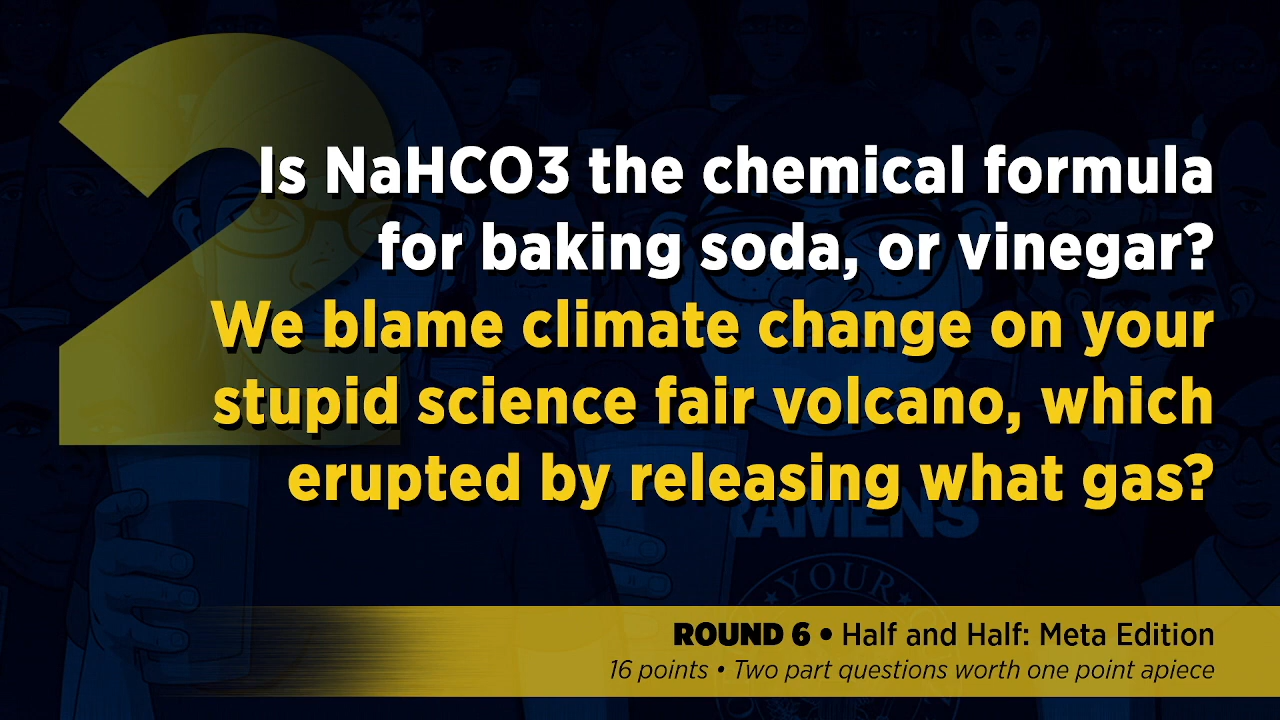 2
Is NaHCO3 the chemical formula
for baking soda, or vinegar?
We blame climate change on your
stupid science fair volcano, which
erupted by releasing what gas?
RAMENS
YOUR
ROUND 6 • Half and Half: Meta Edition
16 points • Two part questions worth one point apiece